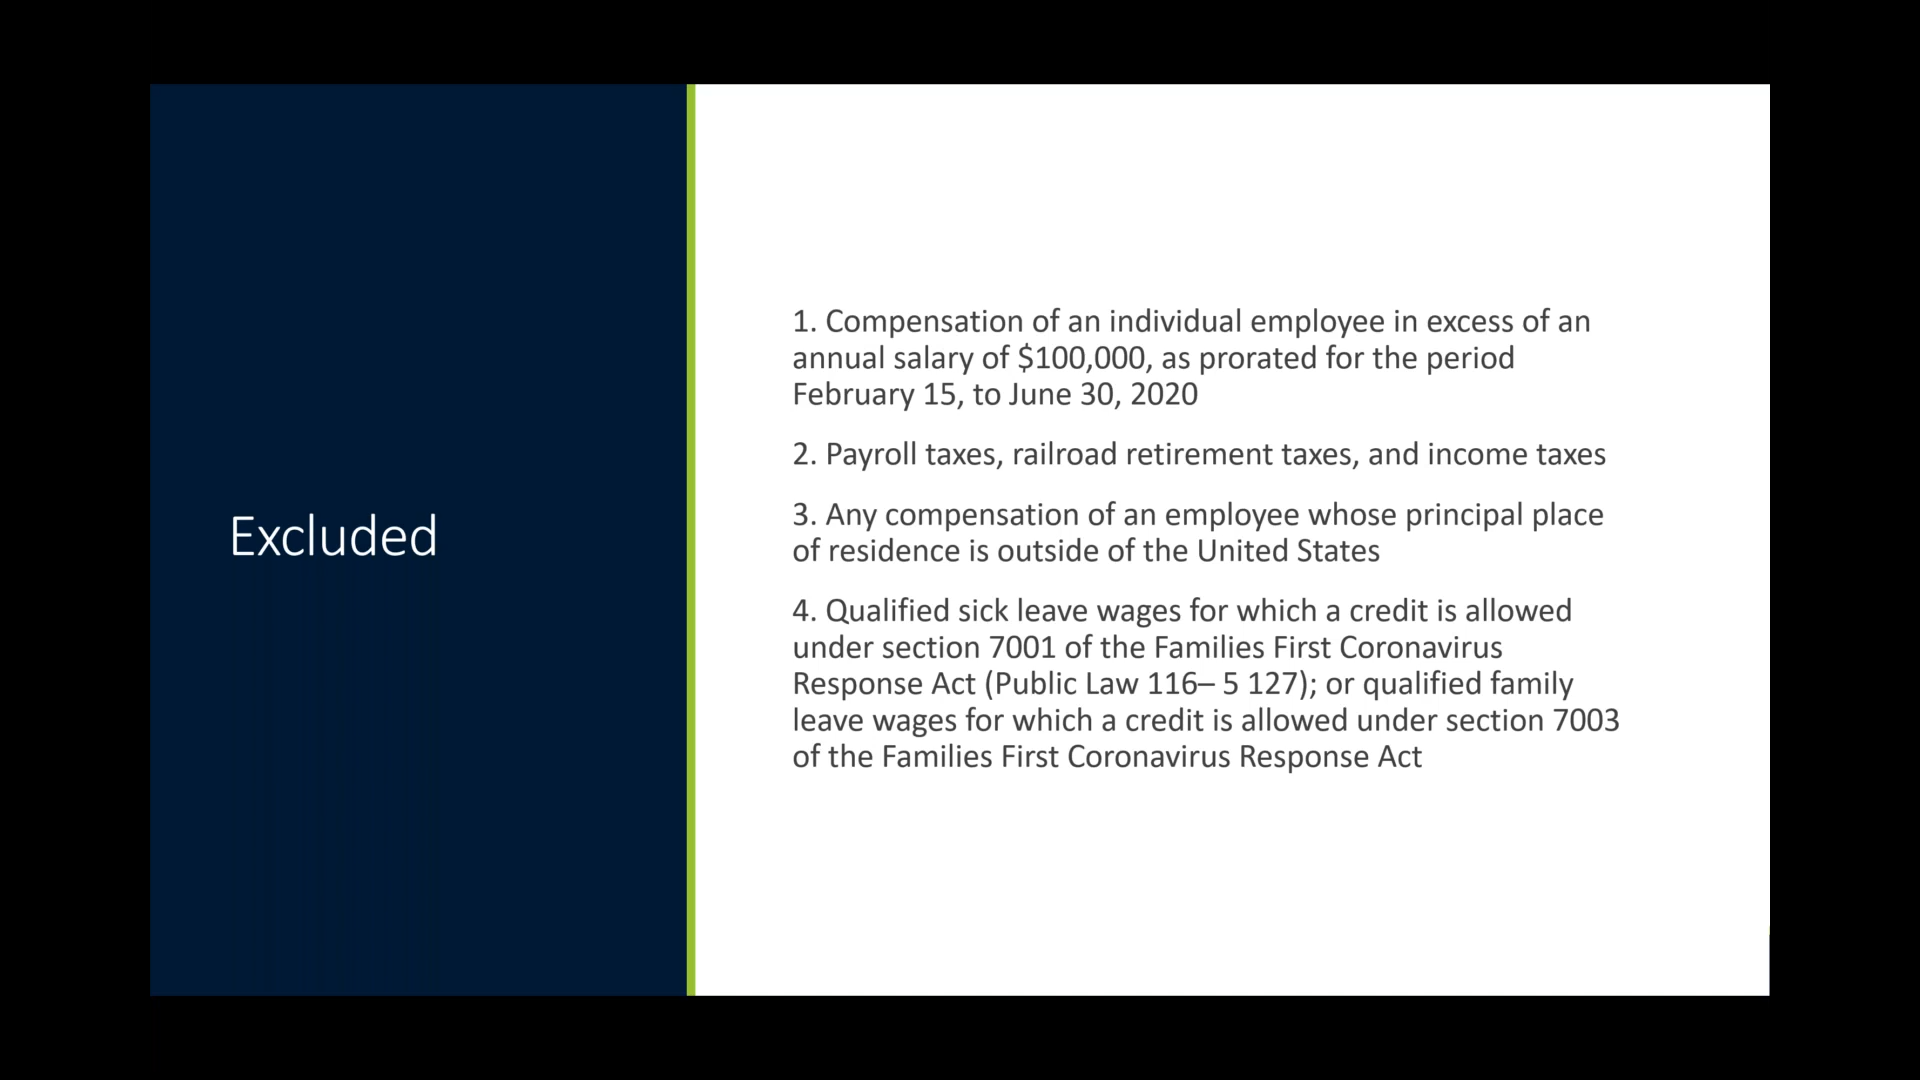 Excluded
1. Compensation of an individual employee in excess of an
annual salary of $100,000, as prorated for the period
February 15, to June 30, 2020
2. Payroll taxes, railroad retirement taxes, and income taxes
3. Any compensation of an employee whose principal place
of residence is outside of the United States
4. Qualified sick leave wages for which a credit is allowed
under section 7001 of the Families First Coronavirus
Response Act (Public Law 116– 5 127); or qualified family
leave wages for which a credit is allowed under section 7003
of the Families First Coronavirus Response Act